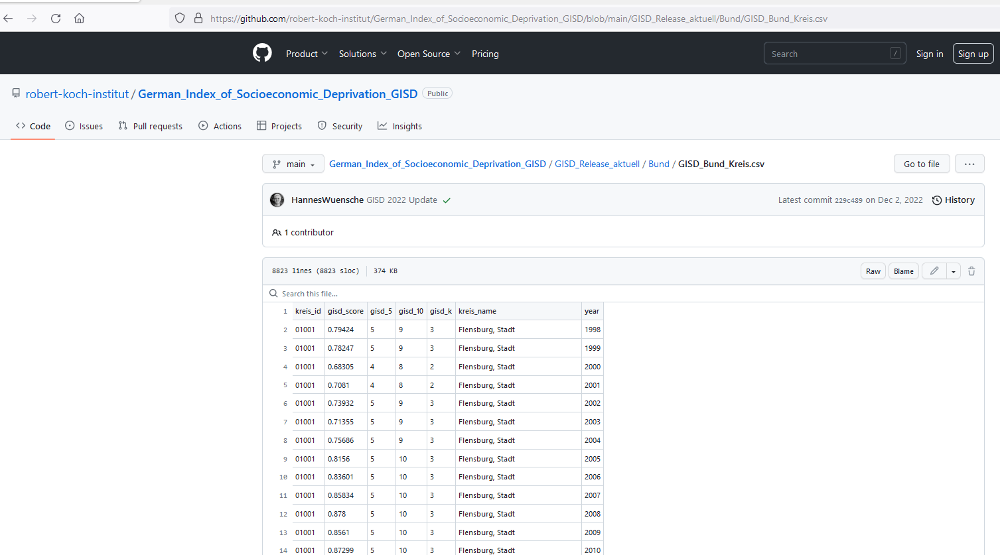 https://github.com/robert-koch-institut/German_Index_of_Socioeconomic_Deprivation_GISD/blob/main/GISD_Release_aktuell/Bund/GISD_Bund_Kreis.csv
Product Solutions Open Source Pricing Search / Sign in Sign up
robert-koch-institut / German_Index_of_Socioeconomic_Deprivation_GISD Public
Code Issues Pull requests Actions Projects Security Insights
main German_Index_of_Socioeconomic_Deprivation_GISD / GISD_Release_aktuell / Bund / GISD_Bund_Kreis.csv Go to file ...
HannesWuensche GISD 2022 Update Latest commit 229c489 on Dec 2, 2022 History
1 contributor
8823 lines (8823 sloc) 374 KB Raw Blame
Search this file...
1 kreis_id gisd_score gisd_5 gisd_10 gisd_k kreis_name year
2 01001 0.79424 5 9 3 Flensburg, Stadt 1998
3 01001 0.78247 5 9 3 Flensburg, Stadt 1999
4 01001 0.68305 4 8 2 Flensburg, Stadt 2000
5 01001 0.7081 4 8 2 Flensburg, Stadt 2001
6 01001 0.73932 5 9 3 Flensburg, Stadt 2002
7 01001 0.71355 5 9 3 Flensburg, Stadt 2003
8 01001 0.75686 5 9 3 Flensburg, Stadt 2004
9 01001 0.8156 5 10 3 Flensburg, Stadt 2005
10 01001 0.83601 5 10 3 Flensburg, Stadt 2006
11 01001 0.85834 5 10 3 Flensburg, Stadt 2007
12 01001 0.878 5 10 3 Flensburg, Stadt 2008
13 01001 0.8561 5 10 3 Flensburg, Stadt 2009
14 01001 0.87299 5 10 3 Flensburg, Stadt 2010